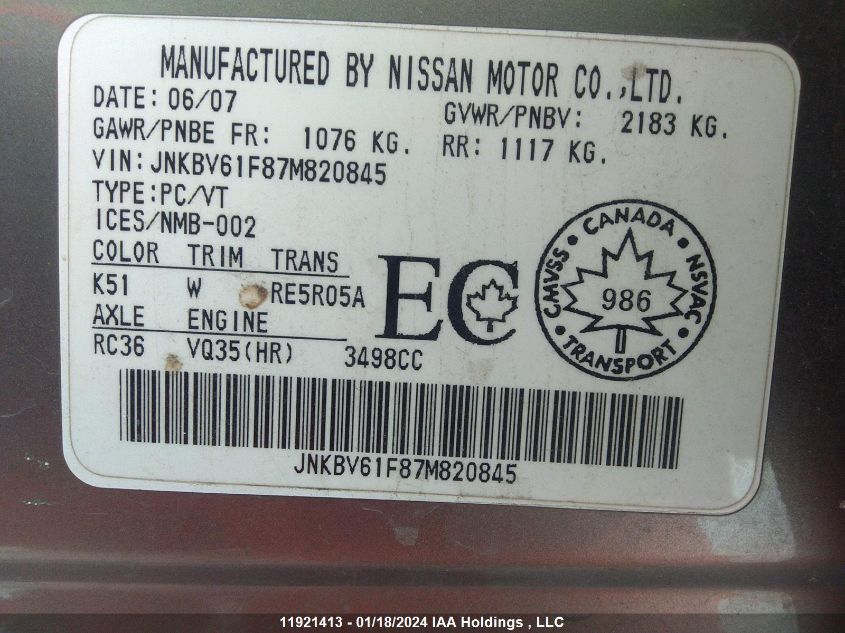 MANUFACTURED BY NISSAN MOTOR CO.,LTD.
DATE: 06/07 GVWR/PNBV: 2183 KG.
GAWR/PNBE FR: 1076 KG. RR: 1117 KG.
VIN: JNKBV61F87M820845
TYPE:PC/VT
ICES/NMB-002
COLOR TRIM TRANS
K51 W RE5R05A
AXLE ENGINE
RC36 VQ35(HR) 3498CC
EC
CANADA
CMVSS • NSVAC
986
TRANSPORT
JNKBV61F87M820845
11921413 - 01/18/2024 IAA Holdings , LLC